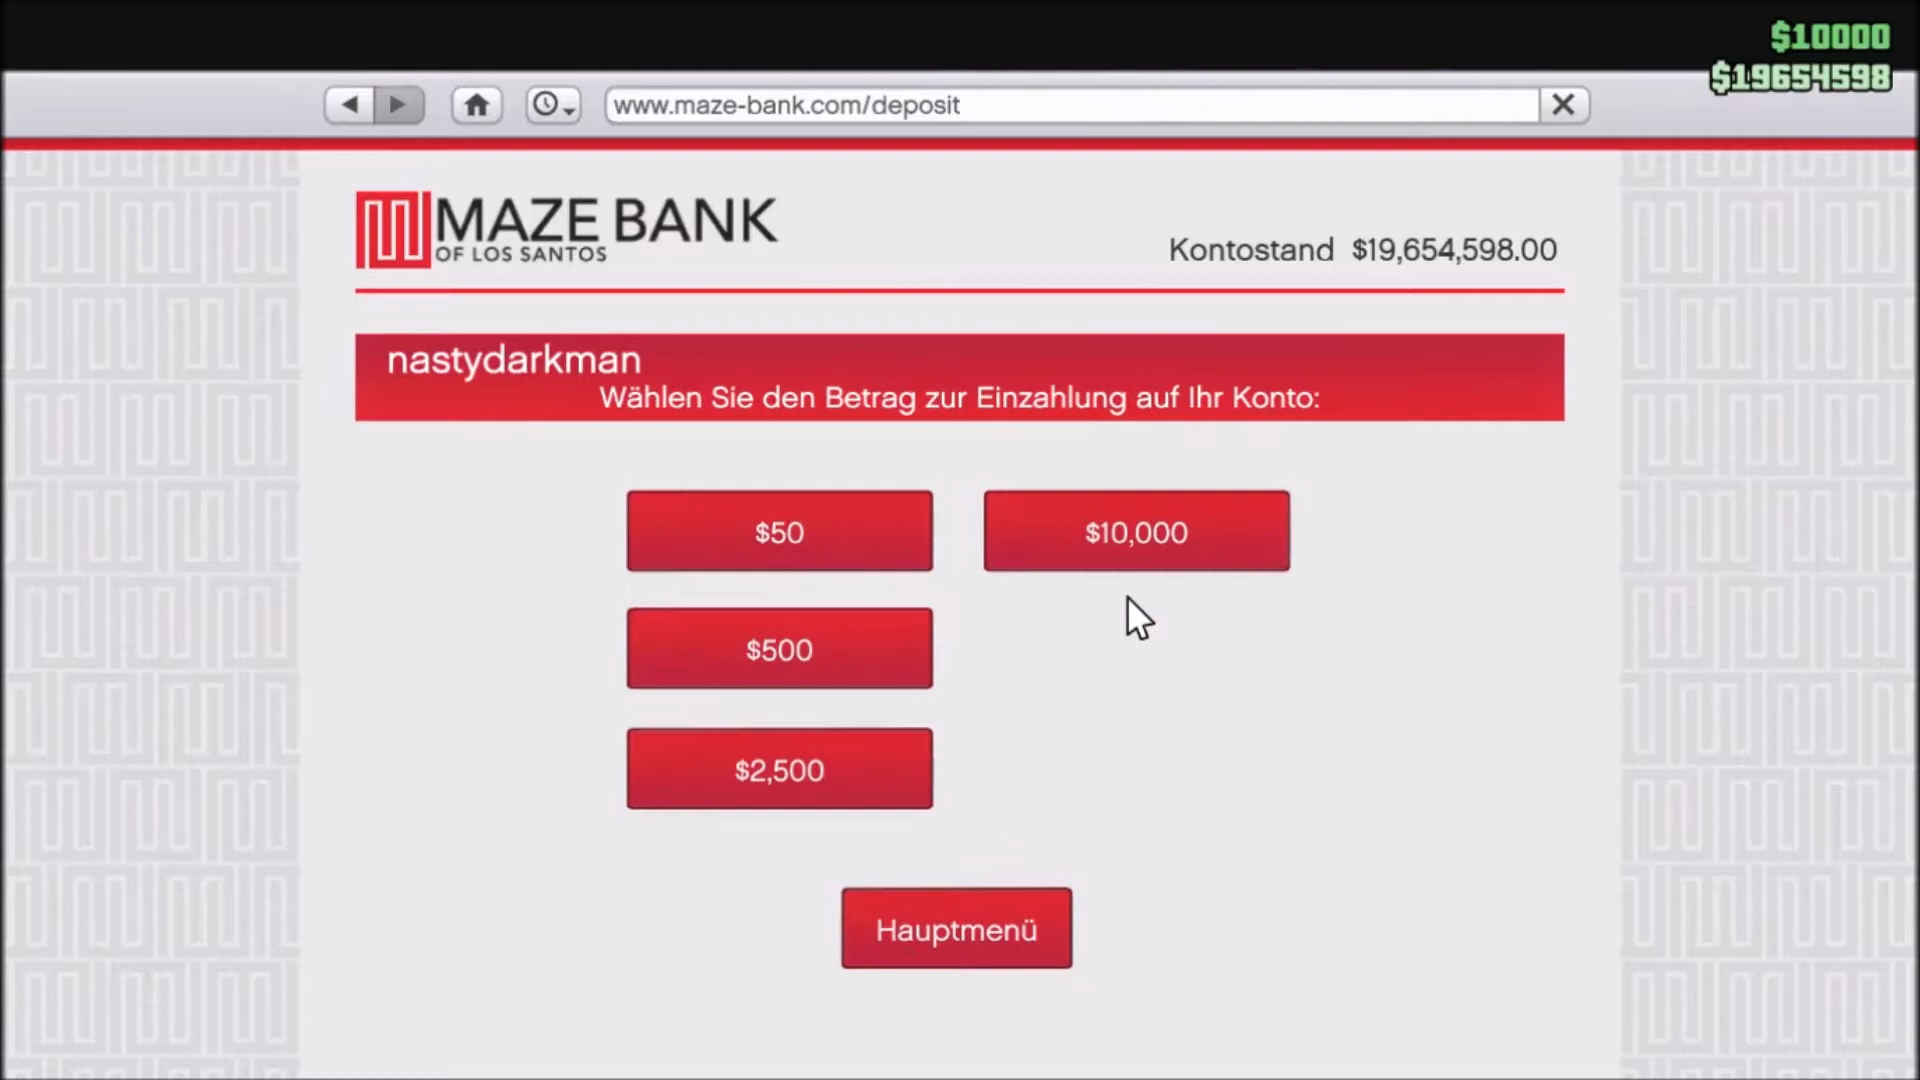 $10000
$19654598
www.maze-bank.com/deposit
MAZE BANK
OF LOS SANTOS
Kontostand $19,654,598.00
nastydarkman
Wählen Sie den Betrag zur Einzahlung auf Ihr Konto:
$50
$10,000
$500
$2,500
Hauptmenü